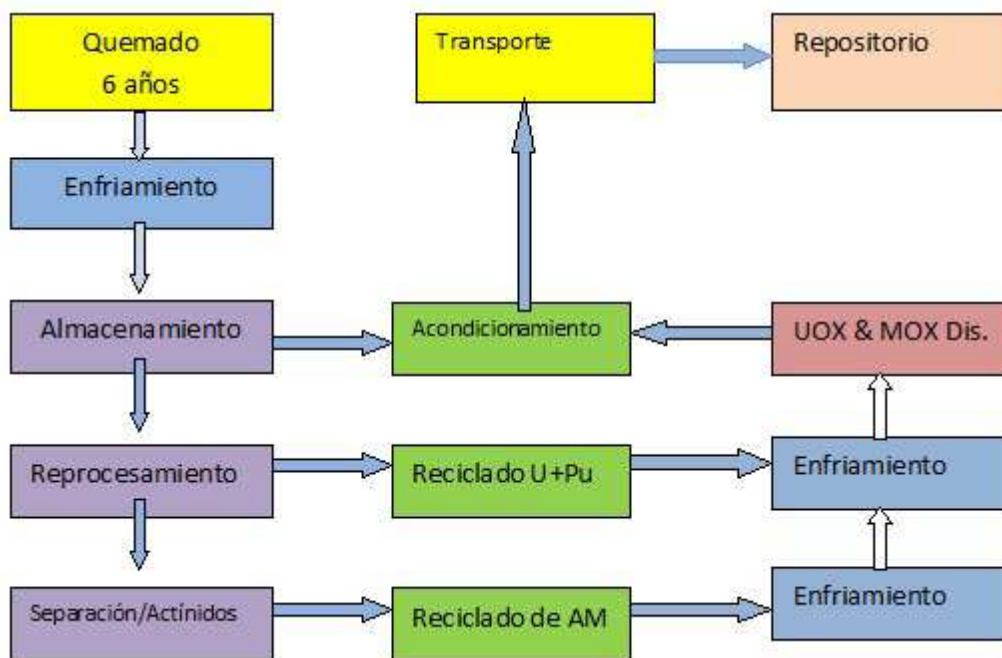 Quemado
6 años
Transporte
Repositorio
Enfriamiento
Almacenamiento
Acondicionamiento
UOX & MOX Dis.
Reprocesamiento
Reciclado U+Pu
Enfriamiento
Separación/Actínidos
Reciclado de AM
Enfriamiento